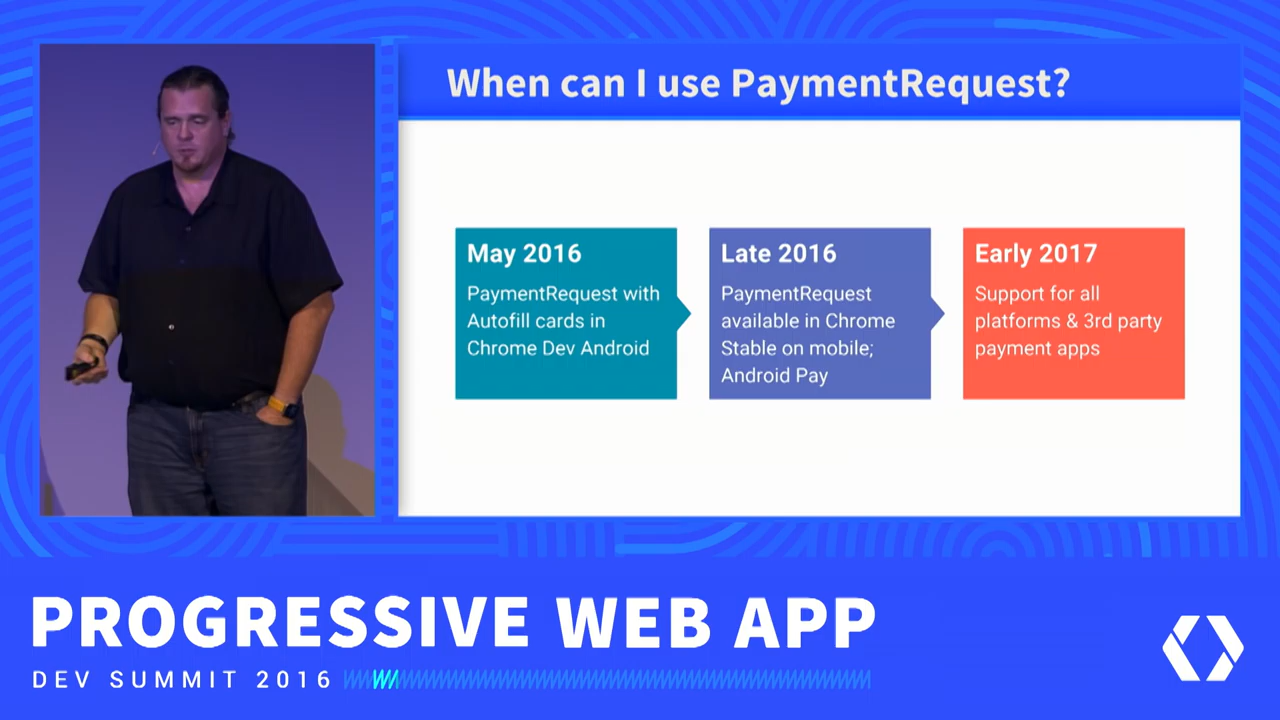 When can I use PaymentRequest?
May 2016
PaymentRequest with
Autofill cards in
Chrome Dev Android
Late 2016
PaymentRequest
available in Chrome
Stable on mobile;
Android Pay
Early 2017
Support for all
platforms & 3rd party
payment apps
PROGRESSIVE WEB APP
DEV SUMMIT 2016